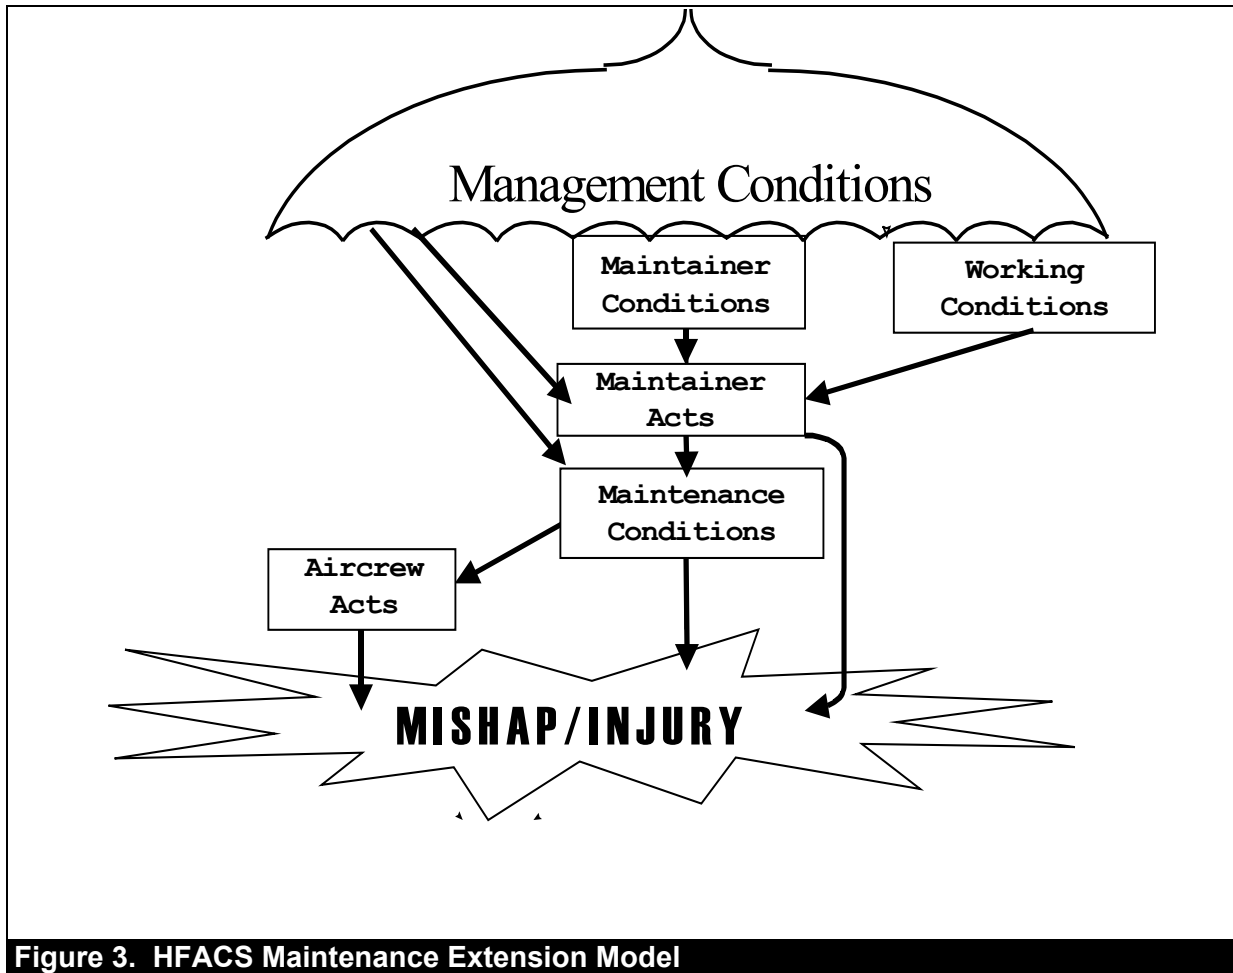 Management Conditions
Maintainer
Conditions
Working
Conditions
Maintainer
Acts
Maintenance
Conditions
Aircrew
Acts
MISHAP/INJURY
Figure 3. HFACS Maintenance Extension Model